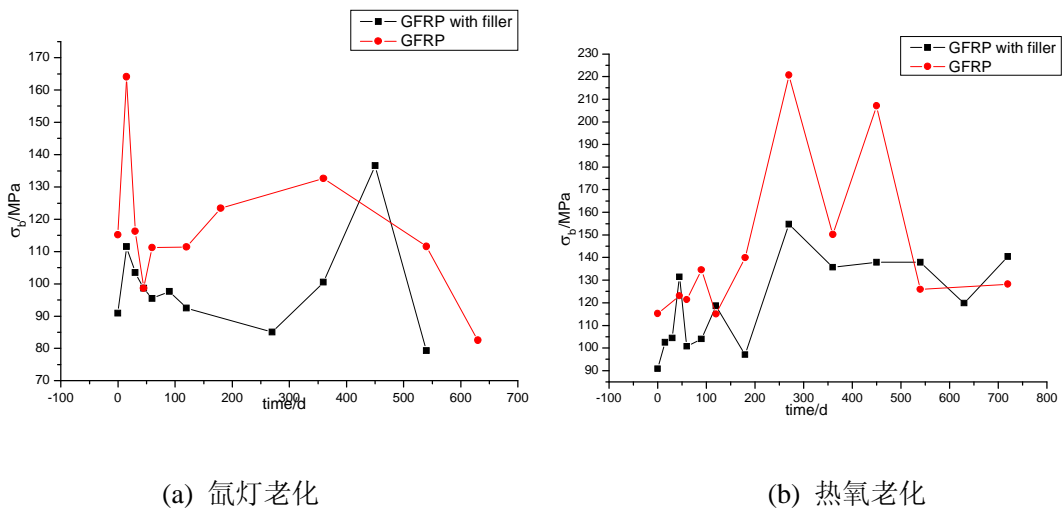 GFRP with filler
GFRP
170
160
150
140
130
120
110
100
90
80
70
σb/MPa
-100 0 100 200 300 400 500 600 700
time/d
(a) 氙灯老化
GFRP with filler
GFRP
230
220
210
200
190
180
170
160
150
140
130
120
110
100
90
σb/MPa
-100 0 100 200 300 400 500 600 700 800
time/d
(b) 热氧老化